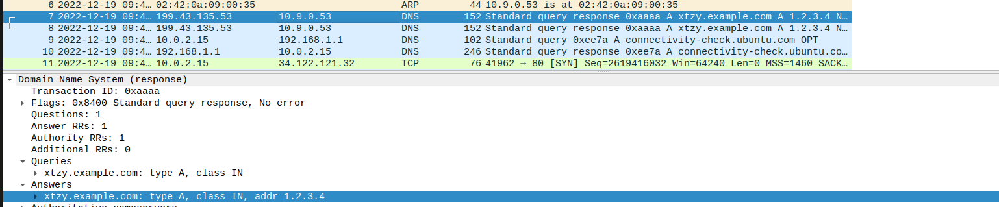 6 2022-12-19 09:4… 02:42:0a:09:00:35 ARP 44 10.9.0.53 is at 02:42:0a:09:00:35
7 2022-12-19 09:4… 199.43.135.53 10.9.0.53 DNS 152 Standard query response 0xaaaa A xtzy.example.com A 1.2.3.4 N…
8 2022-12-19 09:4… 199.43.135.53 10.9.0.53 DNS 152 Standard query response 0xaaaa A xtzy.example.com A 1.2.3.4 N…
9 2022-12-19 09:4… 10.0.2.15 192.168.1.1 DNS 102 Standard query 0xee7a A connectivity-check.ubuntu.com OPT
10 2022-12-19 09:4… 192.168.1.1 10.0.2.15 DNS 246 Standard query response 0xee7a A connectivity-check.ubuntu.co…
11 2022-12-19 09:4… 10.0.2.15 34.122.121.32 TCP 76 41962 → 80 [SYN] Seq=2619416032 Win=64240 Len=0 MSS=1460 SACK…
Domain Name System (response)
Transaction ID: 0xaaaa
Flags: 0x8400 Standard query response, No error
Questions: 1
Answer RRs: 1
Authority RRs: 1
Additional RRs: 0
Queries
xtzy.example.com: type A, class IN
Answers
xtzy.example.com: type A, class IN, addr 1.2.3.4
Authoritative nameservers